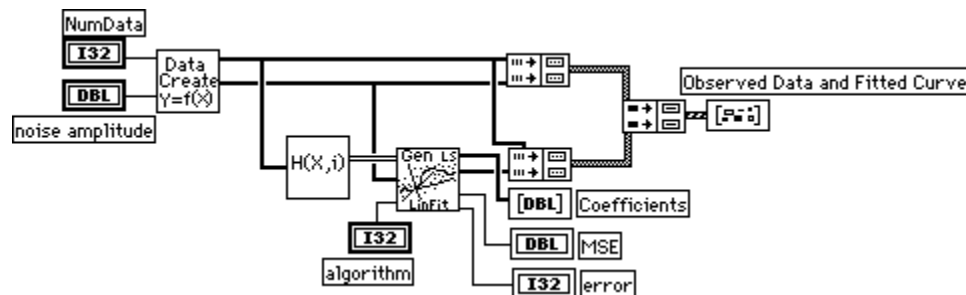 NumData
I32
DBL
noise amplitude
Data
Create
Y=f(X)
H(X,i)
Gen LS
LinFit
I32
algorithm
Observed Data and Fitted Curve
[DBL]
Coefficients
DBL
MSE
I32
error